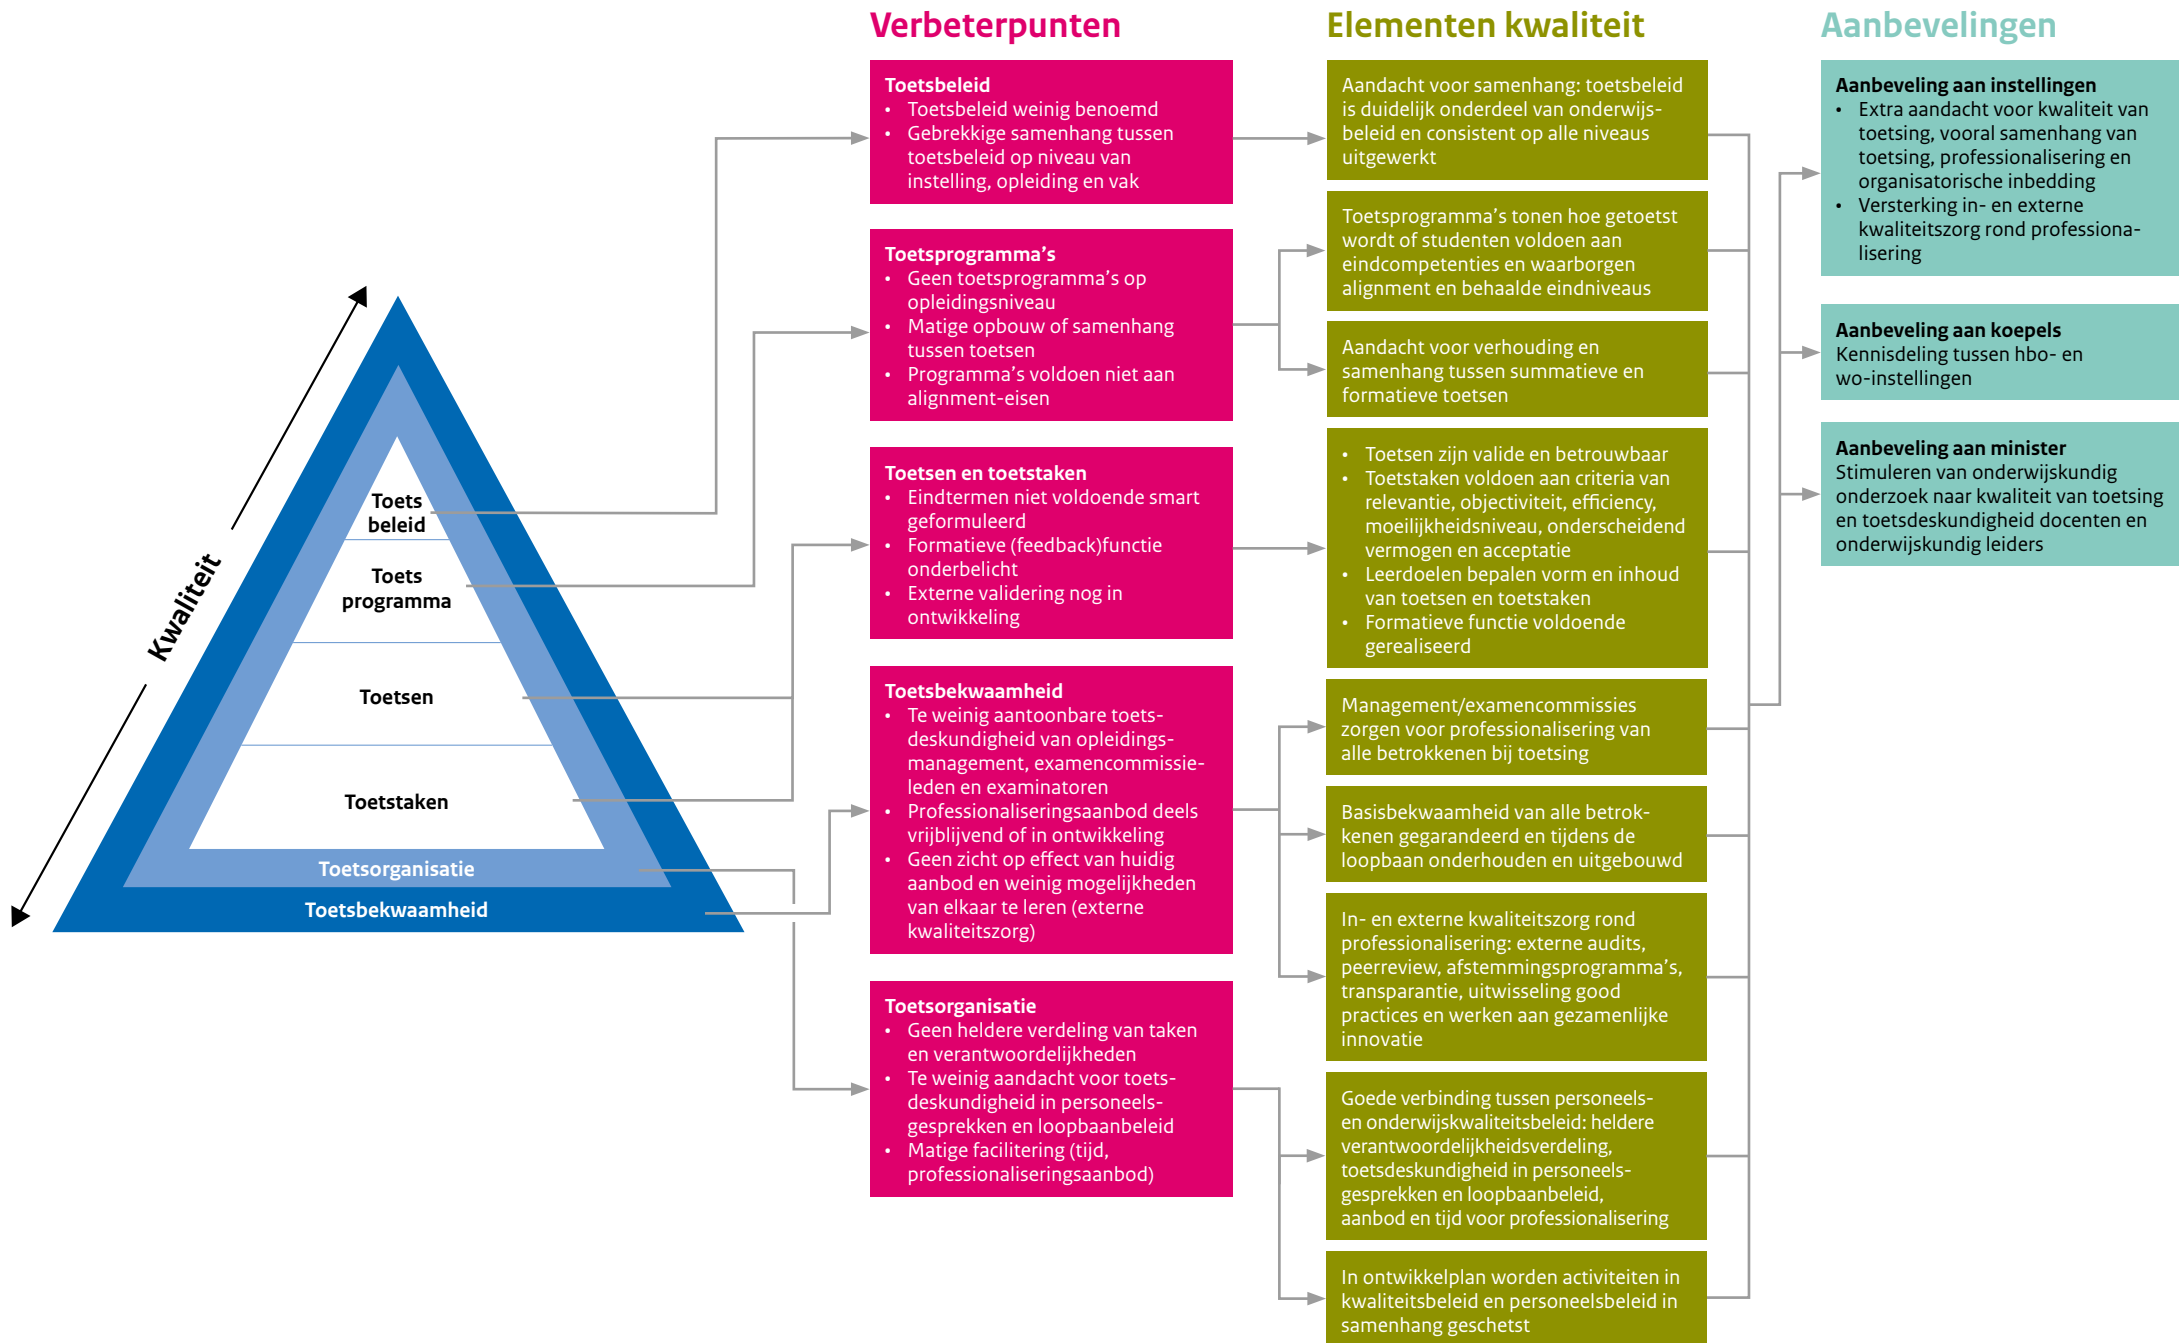 Verbeterpunten
Elementen kwaliteit
Aanbevelingen
Kwaliteit
Toets
beleid
Toets
programma
Toetsen
Toetstaken
Toetsorganisatie
Toetsbekwaamheid
Toetsbeleid
• Toetsbeleid weinig benoemd
• Gebrekkige samenhang tussen
toetsbeleid op niveau van
instelling, opleiding en vak
Toetsprogramma's
• Geen toetsprogramma's op
opleidingsniveau
• Matige opbouw of samenhang
tussen toetsen
• Programma's voldoen niet aan
alignment-eisen
Toetsen en toetstaken
• Eindtermen niet voldoende smart
geformuleerd
• Formatieve (feedback)functie
onderbelicht
• Externe validering nog in
ontwikkeling
Toetsbekwaamheid
• Te weinig aantoonbare toets-
deskundigheid van opleidings-
management, examencommissie-
leden en examinatoren
• Professionaliseringsaanbod deels
vrijblijvend of in ontwikkeling
• Geen zicht op effect van huidig
aanbod en weinig mogelijkheden
van elkaar te leren (externe
kwaliteitszorg)
Toetsorganisatie
• Geen heldere verdeling van taken
en verantwoordelijkheden
• Te weinig aandacht voor toets-
deskundigheid in personeels-
gesprekken en loopbaanbeleid
• Matige facilitering (tijd,
professionaliseringsaanbod)
Aandacht voor samenhang: toetsbeleid
is duidelijk onderdeel van onderwijs-
beleid en consistent op alle niveaus
uitgewerkt
Toetsprogramma's tonen hoe getoetst
wordt of studenten voldoen aan
eindcompetenties en waarborgen
alignment en behaalde eindniveaus
Aandacht voor verhouding en
samenhang tussen summatieve en
formatieve toetsen
• Toetsen zijn valide en betrouwbaar
• Toetstaken voldoen aan criteria van
relevantie, objectiviteit, efficiency,
moeilijkheidsniveau, onderscheidend
vermogen en acceptatie
• Leerdoelen bepalen vorm en inhoud
van toetsen en toetstaken
• Formatieve functie voldoende
gerealiseerd
Management/examencommissies
zorgen voor professionalisering van
alle betrokkenen bij toetsing
Basisbekwaamheid van alle betrok-
kenen gegarandeerd en tijdens de
loopbaan onderhouden en uitgebouwd
In- en externe kwaliteitszorg rond
professionalisering: externe audits,
peerreview, afstemmingsprogramma's,
transparantie, uitwisseling good
practices en werken aan gezamenlijke
innovatie
Goede verbinding tussen personeels-
en onderwijskwaliteitsbeleid: heldere
verantwoordelijkheidsverdeling,
toetsdeskundigheid in personeels-
gesprekken en loopbaanbeleid,
aanbod en tijd voor professionalisering
In ontwikkelplan worden activiteiten in
kwaliteitsbeleid en personeelsbeleid in
samenhang geschetst
Aanbeveling aan instellingen
• Extra aandacht voor kwaliteit van
toetsing, vooral samenhang van
toetsing, professionalisering en
organisatorische inbedding
• Versterking in- en externe
kwaliteitszorg rond professiona-
lisering
Aanbeveling aan koepels
Kennisdeling tussen hbo- en
wo-instellingen
Aanbeveling aan minister
Stimuleren van onderwijskundig
onderzoek naar kwaliteit van toetsing
en toetsdeskundigheid docenten en
onderwijskundig leiders